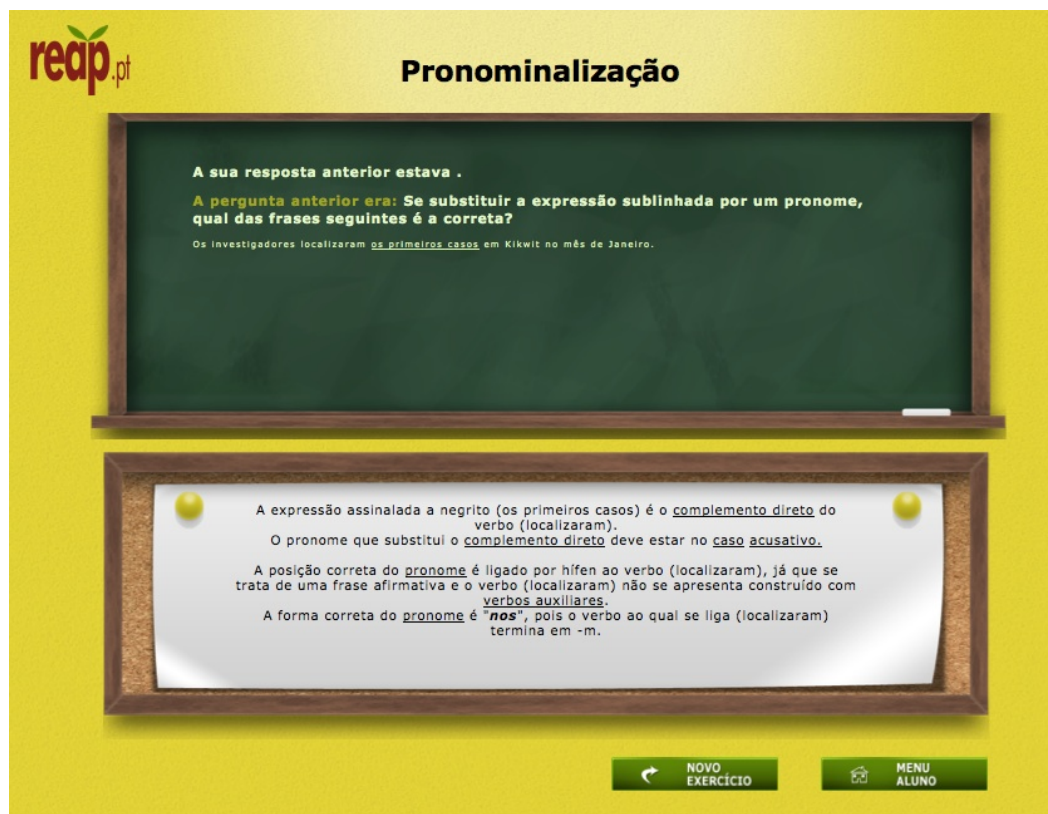 reap.pt
Pronominalização
A sua resposta anterior estava .
A pergunta anterior era: Se substituir a expressão sublinhada por um pronome,
qual das frases seguintes é a correta?
Os investigadores localizaram os primeiros casos em Kikwit no mês de Janeiro.
A expressão assinalada a negrito (os primeiros casos) é o complemento direto do
verbo (localizaram).
O pronome que substitui o complemento direto deve estar no caso acusativo.
A posição correta do pronome é ligado por hífen ao verbo (localizaram), já que se
trata de uma frase afirmativa e o verbo (localizaram) não se apresenta construído com
verbos auxiliares.
A forma correta do pronome é "nos", pois o verbo ao qual se liga (localizaram)
termina em -m.
NOVO
EXERCÍCIO
MENU
ALUNO